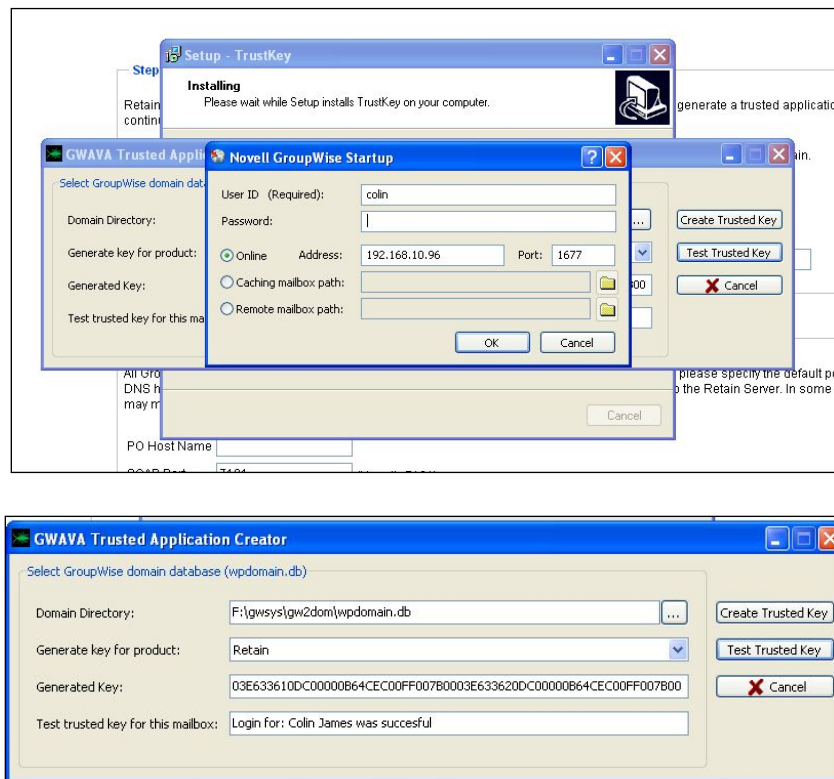 Setup - TrustKey
Step
Installing
Please wait while Setup installs TrustKey on your computer.
Retain
generate a trusted applicatio
contin
GWAVA Trusted Appli
Novell GroupWise Startup
ain.
Select GroupWise domain data
User ID (Required): colin
Domain Directory:
Password:
...
Create Trusted Key
Generate key for product:
Online Address: 192.168.10.96 Port: 1677
Test Trusted Key
Generated Key:
Caching mailbox path:
00
Cancel
Test trusted key for this ma
Remote mailbox path:
OK Cancel
All Gro
please specify the default po
DNS h
o the Retain Server. In some
may m
Cancel
PO Host Name
SOAP Port 7191
GWAVA Trusted Application Creator
Select GroupWise domain database (wpdomain.db)
Domain Directory: F:\gwsys\gw2dom\wpdomain.db ... Create Trusted Key
Generate key for product: Retain Test Trusted Key
Generated Key: 03E633610DC00000B64CEC00FF007B0003E633620DC00000B64CEC00FF007B00 Cancel
Test trusted key for this mailbox: Login for: Colin James was succesful